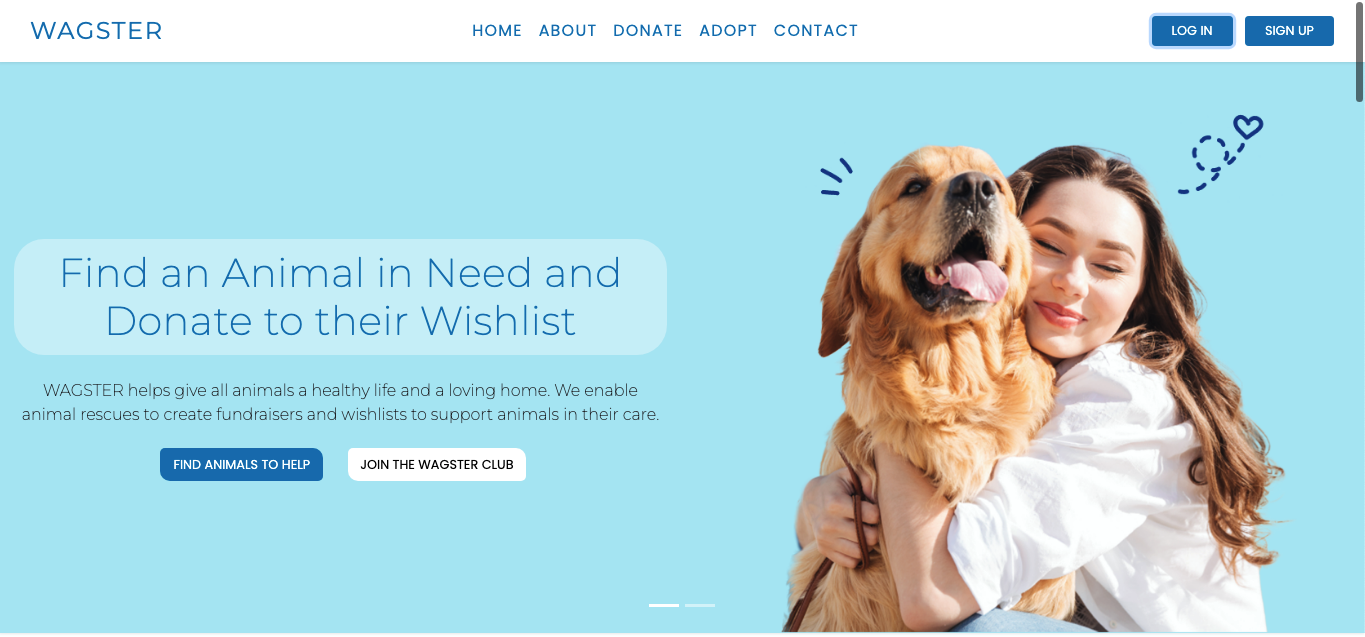 WAGSTER
HOME ABOUT DONATE ADOPT CONTACT
LOG IN
SIGN UP
Find an Animal in Need and
Donate to their Wishlist
WAGSTER helps give all animals a healthy life and a loving home. We enable
animal rescues to create fundraisers and wishlists to support animals in their care.
FIND ANIMALS TO HELP
JOIN THE WAGSTER CLUB